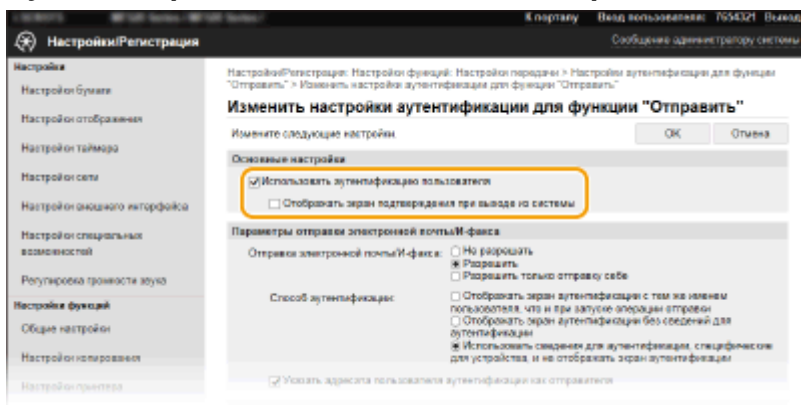 К порталу Вход пользователем: 7654321 Выход
Настройки/Регистрация
Сообщение администратору системы
Настройки
Настройки бумаги
Настройки отображения
Настройки таймера
Настройки сети
Настройки внешнего интерфейса
Настройки специальных
возможностей
Регулировка громкости звука
Настройки функций
Общие настройки
Настройки копирования
Настройки принтера
Настройки/Регистрация: Настройки функций: Настройки передачи > Настройки аутентификации для функции
"Отправить" > Изменить настройки аутентификации для функции "Отправить"
Изменить настройки аутентификации для функции "Отправить"
Измените следующие настройки.
OK Отмена
Основные настройки
Использовать аутентификацию пользователя
Отображать экран подтверждения при выходе из системы
Параметры отправки электронной почты/И-факса
Отправка электронной почты/И-факса:
Не разрешать
Разрешить
Разрешить только отправку себе
Способ аутентификации:
Отображать экран аутентификации с тем же именем
пользователя, что и при запуске операции отправки
Отображать экран аутентификации без сведений для
аутентификации
Использовать сведения для аутентификации, специфические
для устройства, и не отображать экран аутентификации
Указать адресата пользователя аутентификации как отправителя